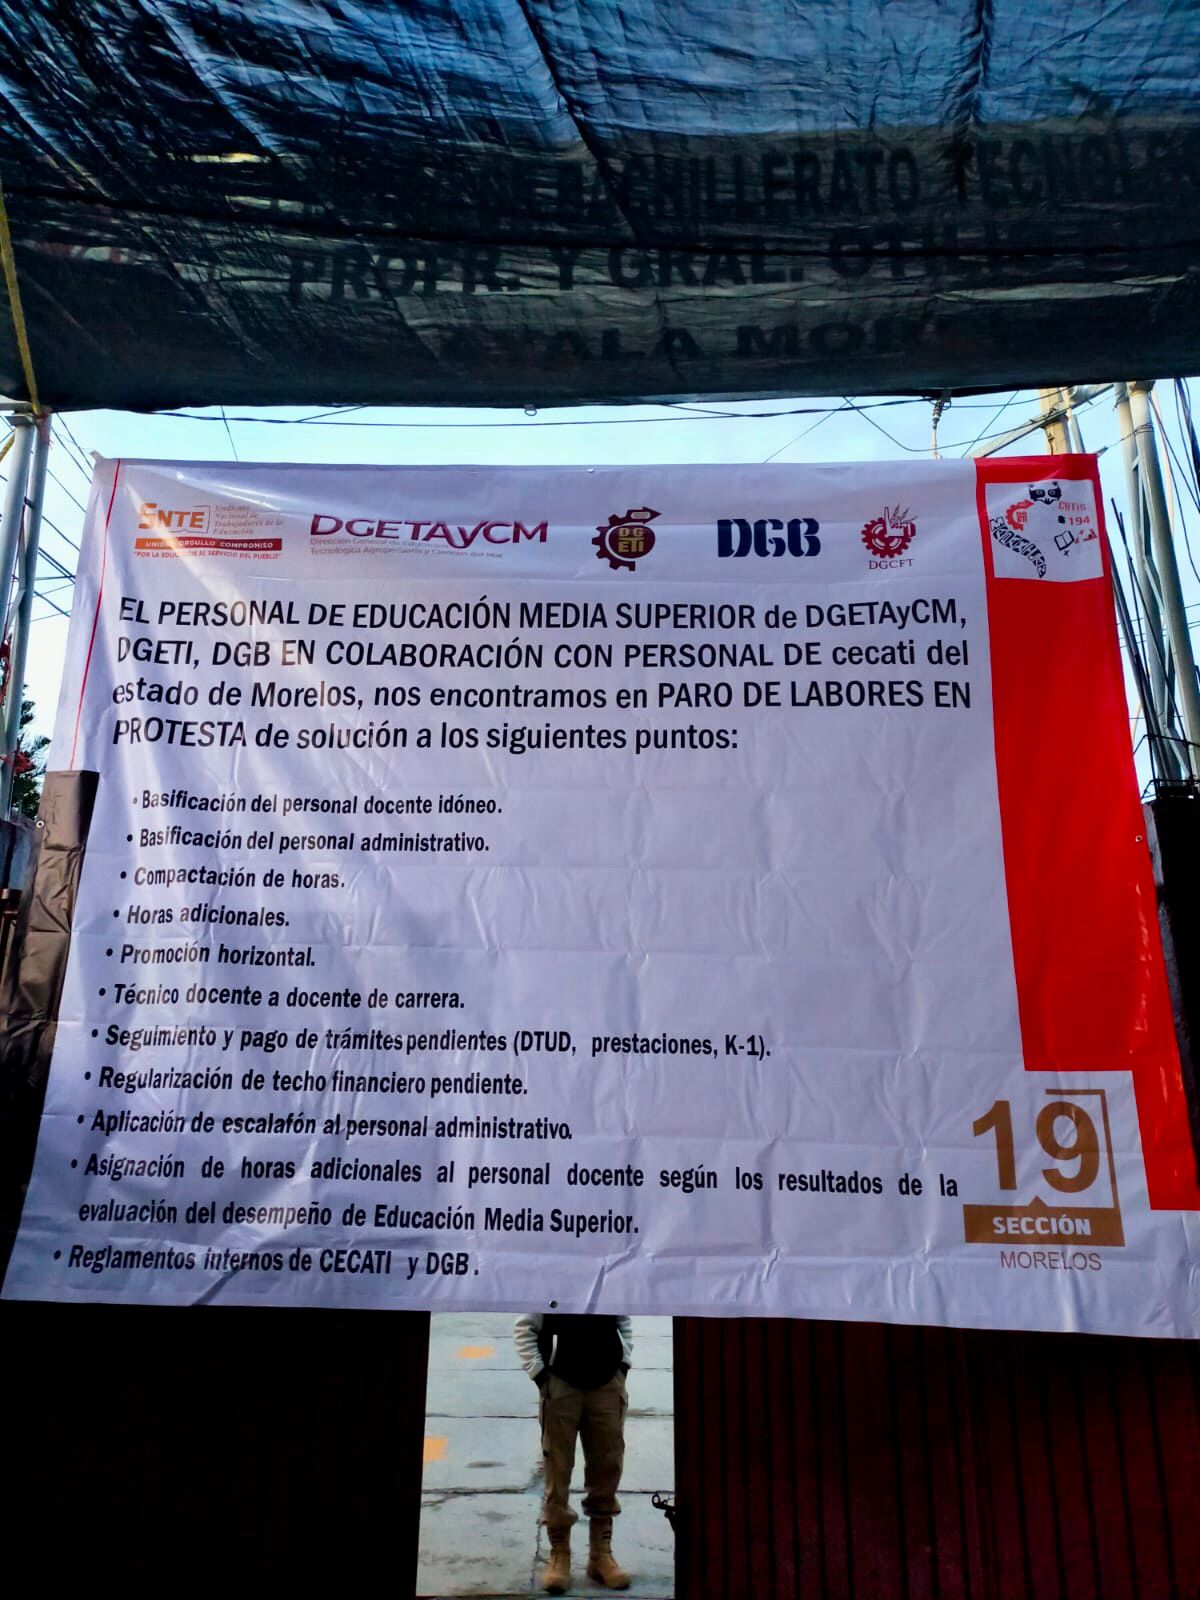 BACHILLERATO
PROFR. Y GRAL.
AYALA
SNTE
Sindicato
Nacional de
Trabajadores de la
Educación
UNIDAD ORGULLO COMPROMISO
"POR LA EDUCACIÓN AL SERVICIO DEL PUEBLO"
DGETAyCM
Dirección General de Educación
Tecnológica Agropecuaria y Ciencias del Mar
DG
ETI
DGB
DGCFT
CBTis
194
EL PERSONAL DE EDUCACIÓN MEDIA SUPERIOR de DGETAyCM,
DGETI, DGB EN COLABORACIÓN CON PERSONAL DE cecati del
estado de Morelos, nos encontramos en PARO DE LABORES EN
PROTESTA de solución a los siguientes puntos:
• Basificación del personal docente idóneo.
• Basificación del personal administrativo.
• Compactación de horas.
• Horas adicionales.
• Promoción horizontal.
• Técnico docente a docente de carrera.
• Seguimiento y pago de trámites pendientes (DTUD, prestaciones, K-1).
• Regularización de techo financiero pendiente.
• Aplicación de escalafón al personal administrativo.
• Asignación de horas adicionales al personal docente según los resultados de la
evaluación del desempeño de Educación Media Superior.
• Reglamentos internos de CECATI y DGB.
19
SECCIÓN
MORELOS